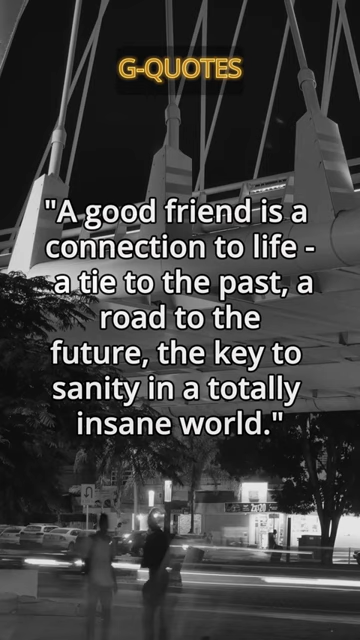 G-QUOTES
"A good friend is a
connection to life -
a tie to the past, a
road to the
future, the key to
sanity in a totally
insane world."